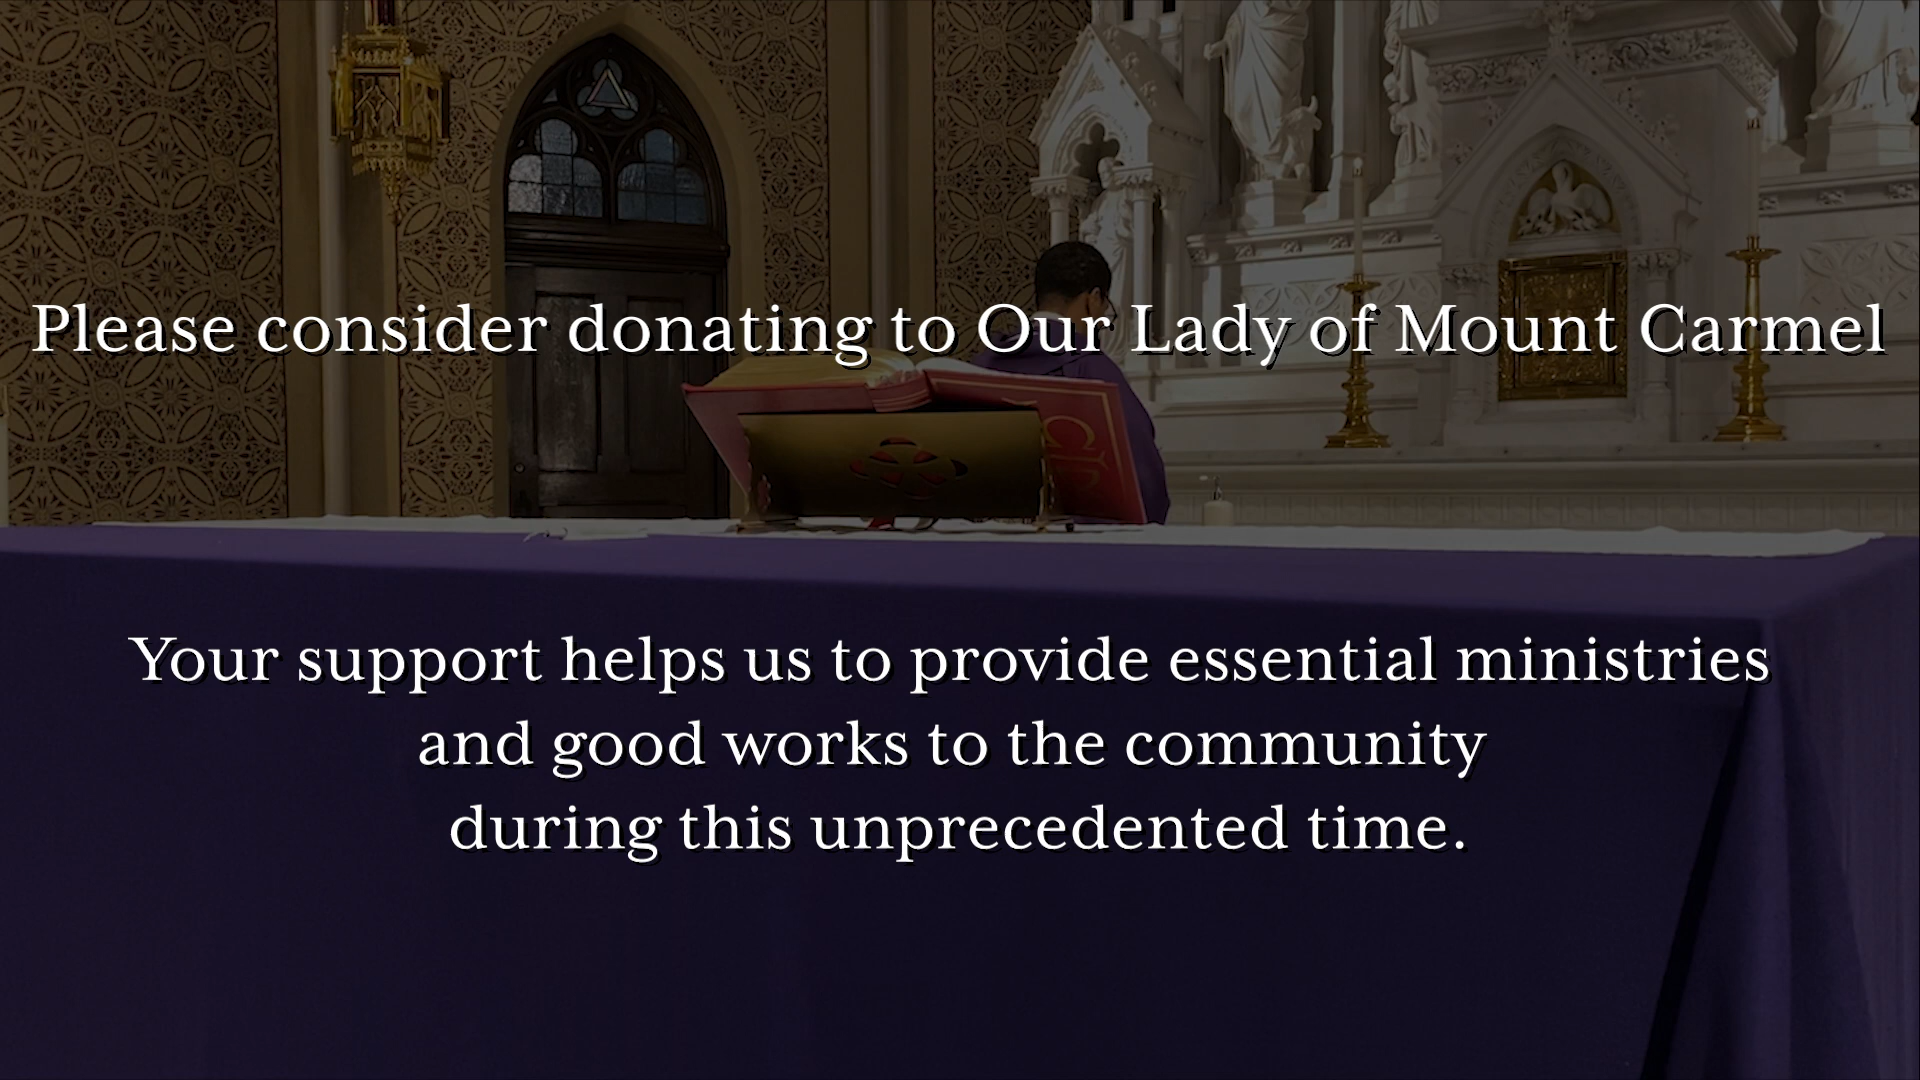 Please consider donating to Our Lady of Mount Carmel
Your support helps us to provide essential ministries
and good works to the community
during this unprecedented time.